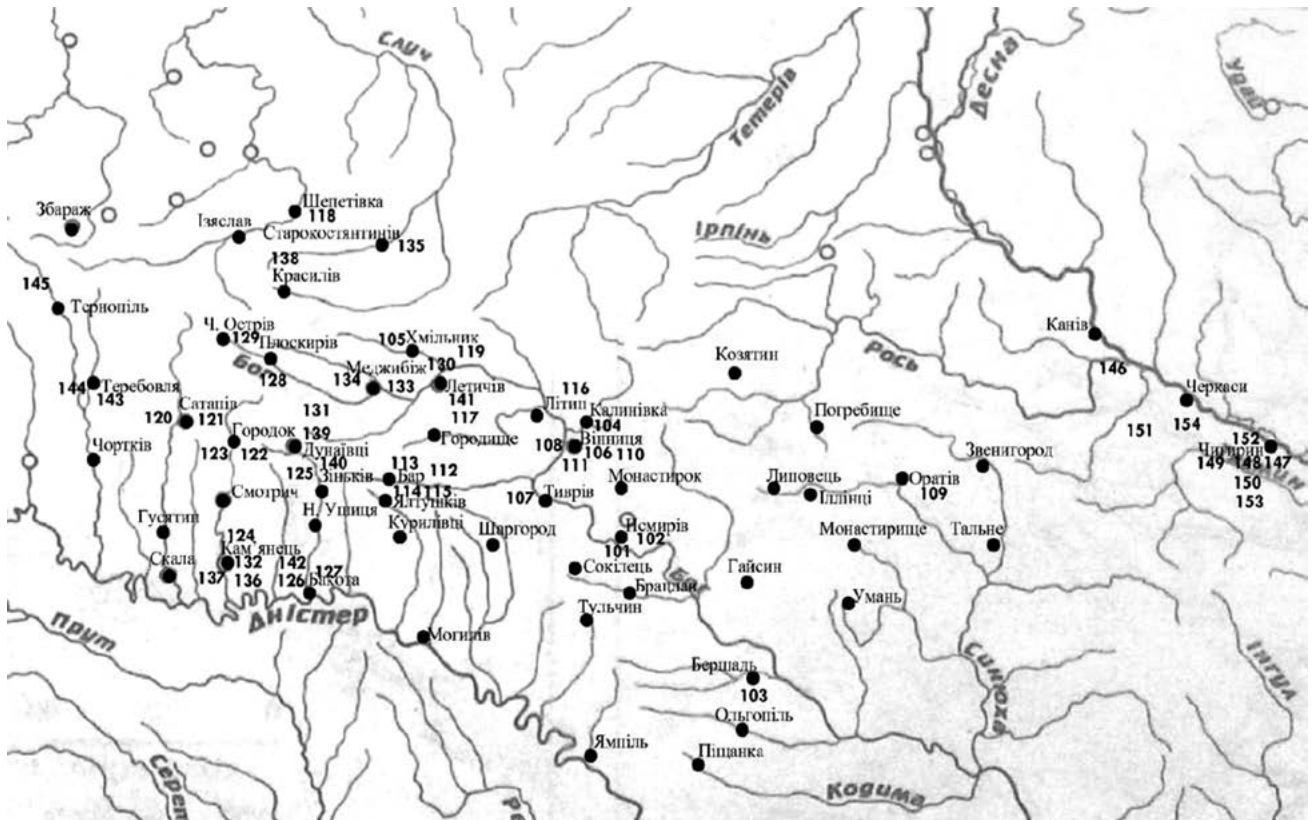 Случ
Десна
Удай
Тетерів
Шепетівка
118
Збараж
Ізяслав
Старокостянтинів
135
Ірпінь
138
Красилів
145
Тернопіль
Канів
Ч. Острів
129
105
Хмільник
119
Плоскирів
Рось
130
Козятин
146
Меджибіж
128
134
133
Летичів
144
Теребовля
143
141
116
Черкаси
131
117
Літин
154
120
Сатанів
121
Калинівка
104
Погребище
151
139
Городище
108
Вінниця
106
110
152
Городок
123
122
Дунаївці
Чигирин
149
148
147
Чортків
140
113
112
111
Звенигород
125
Зіньків
Бар
Монастирок
Липовець
Оратів
150
114
115
107
Тиврів
Іллінці
109
153
Смотрич
Ялтушків
Н. Ушиця
Курилівці
Гусятин
124
Шаргород
Немирів
101
102
Монастирище
Тальне
Скала
Кам'янець
132
142
127
137
136
126
Бакота
Сокілець
Гайсин
Брацлав
Умань
Дністер
Тульчин
Прут
Могилів
Бершадь
103
Синюха
Інгул
Ольгопіль
Ямпіль
Піщанка
Кодима